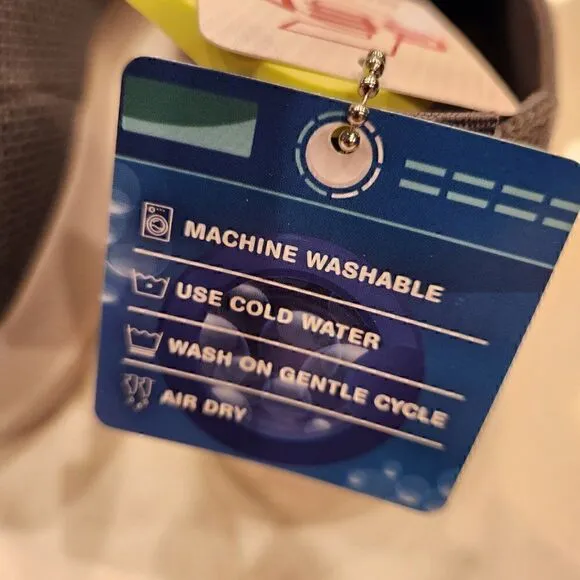 MACHINE WASHABLE
USE COLD WATER
WASH ON GENTLE CYCLE
AIR DRY